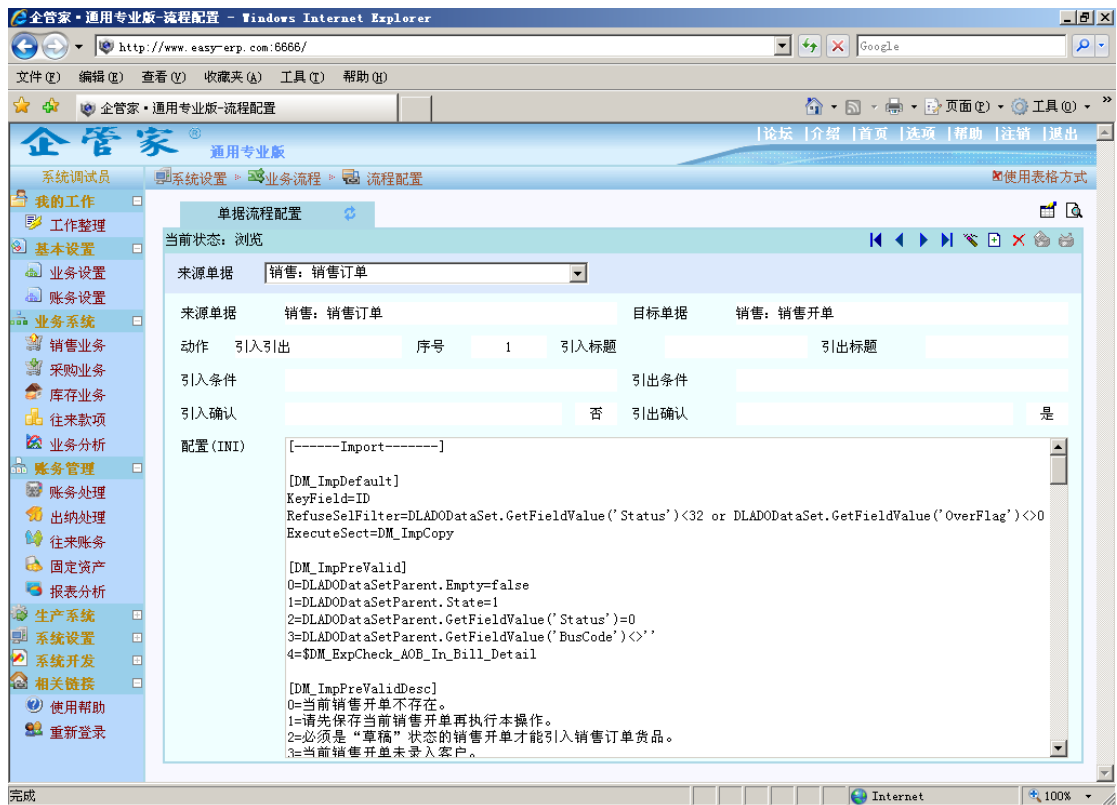 企管家·通用专业版-流程配置 - Windows Internet Explorer
http://www.easy-erp.com:6666/
Google
文件(F) 编辑(E) 查看(V) 收藏夹(A) 工具(T) 帮助(H)
企管家·通用专业版-流程配置
页面(P) 工具(O) »
企管家® 通用专业版
|论坛 |介绍 |首页 |选项 |帮助 |注销 |退出
系统调试员
系统设置 业务流程 流程配置
使用表格方式
我的工作
工作整理
基本设置
业务设置
账务设置
业务系统
销售业务
采购业务
库存业务
往来款项
业务分析
账务管理
账务处理
出纳处理
往来账务
固定资产
报表分析
生产系统
系统设置
系统开发
相关链接
使用帮助
重新登录
单据流程配置
当前状态: 浏览
来源单据 销售: 销售订单
来源单据 销售: 销售订单 目标单据 销售: 销售开单
动作 引入引出 序号 1 引入标题 引出标题
引入条件 引出条件
引入确认 否 引出确认 是
配置(INI)
[------Import-------]
[DM_ImpDefault]
KeyField=ID
RefuseSelFilter=DLADODataSet.GetFieldValue('Status')<32 or DLADODataSet.GetFieldValue('OverFlag')<>0
ExecuteSect=DM_ImpCopy
[DM_ImpPreValid]
0=DLADODataSetParent.Empty=false
1=DLADODataSetParent.State=1
2=DLADODataSetParent.GetFieldValue('Status')=0
3=DLADODataSetParent.GetFieldValue('BusCode')<>''
4=$DM_ExpCheck_AOB_In_Bill_Detail
[DM_ImpPreValidDesc]
0=当前销售开单不存在。
1=请先保存当前销售开单再执行本操作。
2=必须是“草稿”状态的销售开单才能引入销售订单货品。
3=当前销售开单未录入客户。
完成
Internet
100%